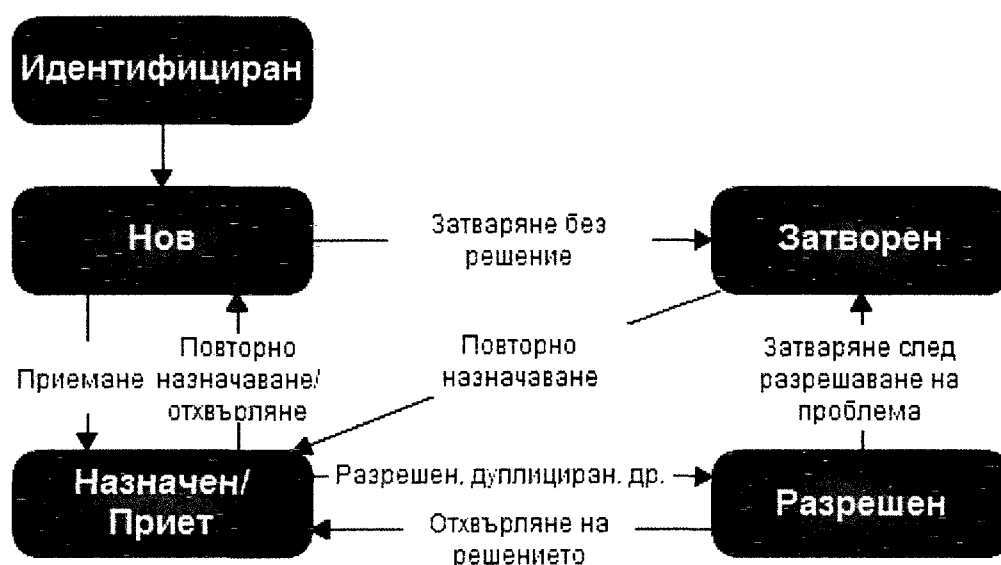 Идентифициран
Нов
Затваряне без
решение
Затворен
Приемане
Повторно
назначаване/
отхвърляне
Повторно
назначаване
Затваряне след
разрешаване на
проблема
Назначен/
Приет
Разрешен, дуплициран, др.
Отхвърляне на
решението
Разрешен